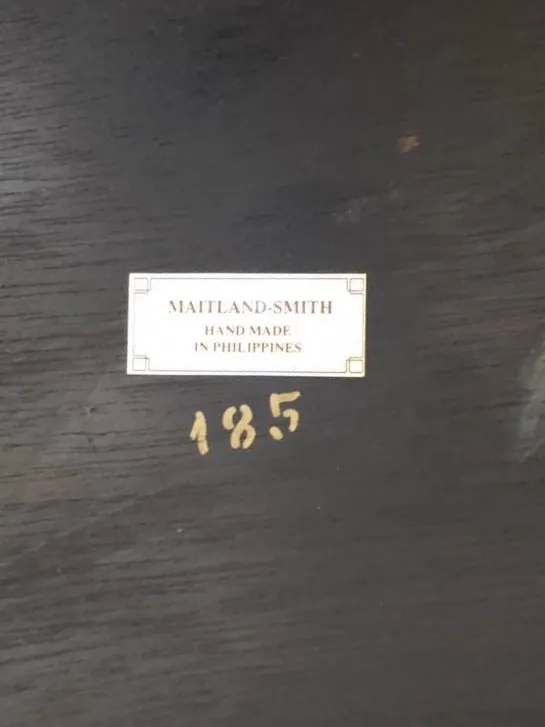 MAITLAND-SMITH
HAND MADE
IN PHILIPPINES
185